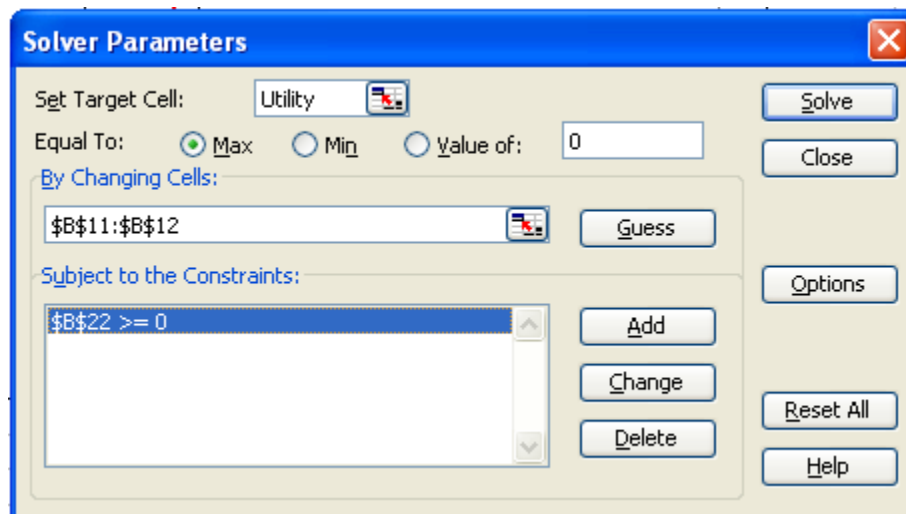 Solver Parameters
Set Target Cell: Utility
Solve
Equal To: Max Min Value of: 0
Close
By Changing Cells:
$B$11:$B$12
Guess
Subject to the Constraints:
Options
$B$22 >= 0
Add
Change
Reset All
Delete
Help